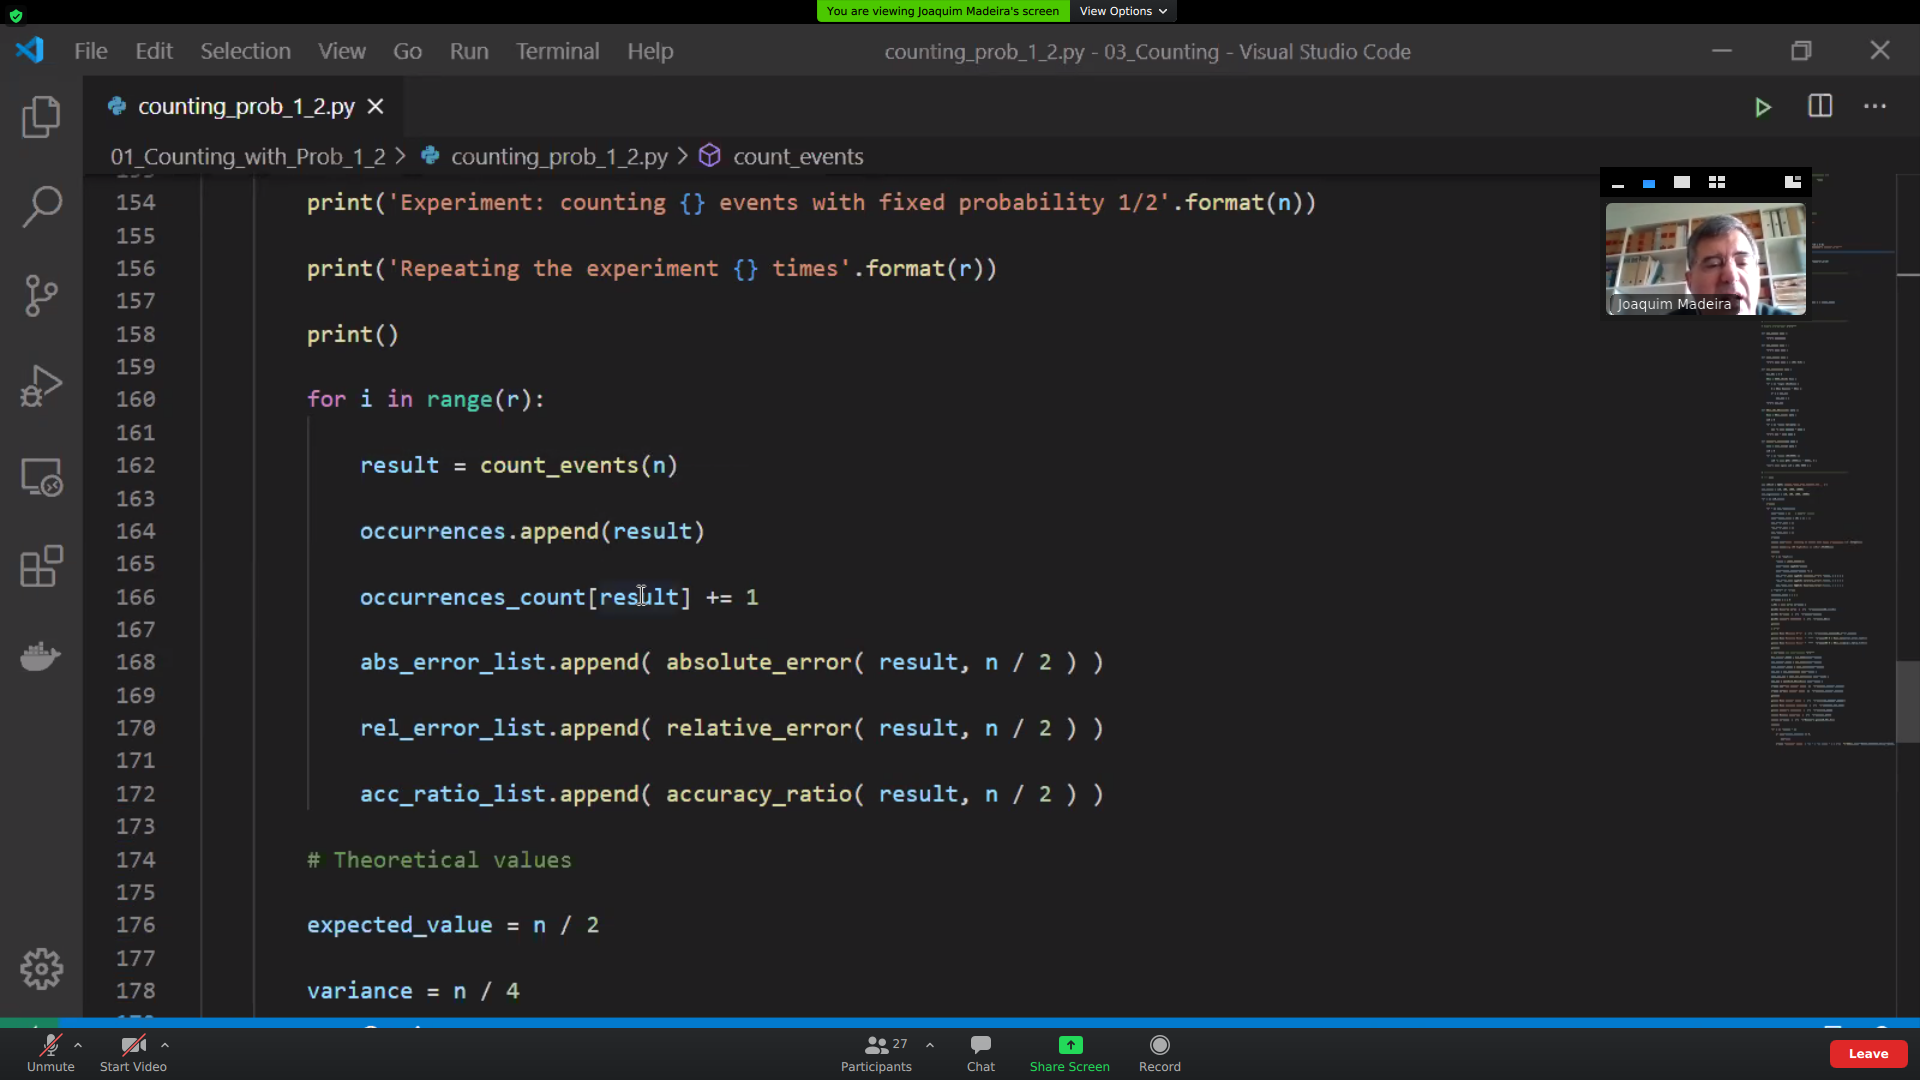 You are viewing Joaquim Madeira's screen View Options
File Edit Selection View Go Run Terminal Help counting_prob_1_2.py - 03_Counting - Visual Studio Code
counting_prob_1_2.py
01_Counting_with_Prob_1_2 > counting_prob_1_2.py > count_events
154 print('Experiment: counting {} events with fixed probability 1/2'.format(n))
155
156 print('Repeating the experiment {} times'.format(r))
157
158 print()
159
160 for i in range(r):
161
162 result = count_events(n)
163
164 occurrences.append(result)
165
166 occurrences_count[result] += 1
167
168 abs_error_list.append( absolute_error( result, n / 2 ) )
169
170 rel_error_list.append( relative_error( result, n / 2 ) )
171
172 acc_ratio_list.append( accuracy_ratio( result, n / 2 ) )
173
174 # Theoretical values
175
176 expected_value = n / 2
177
178 variance = n / 4
Joaquim Madeira
Unmute Start Video Participants 27 Chat Share Screen Record Leave